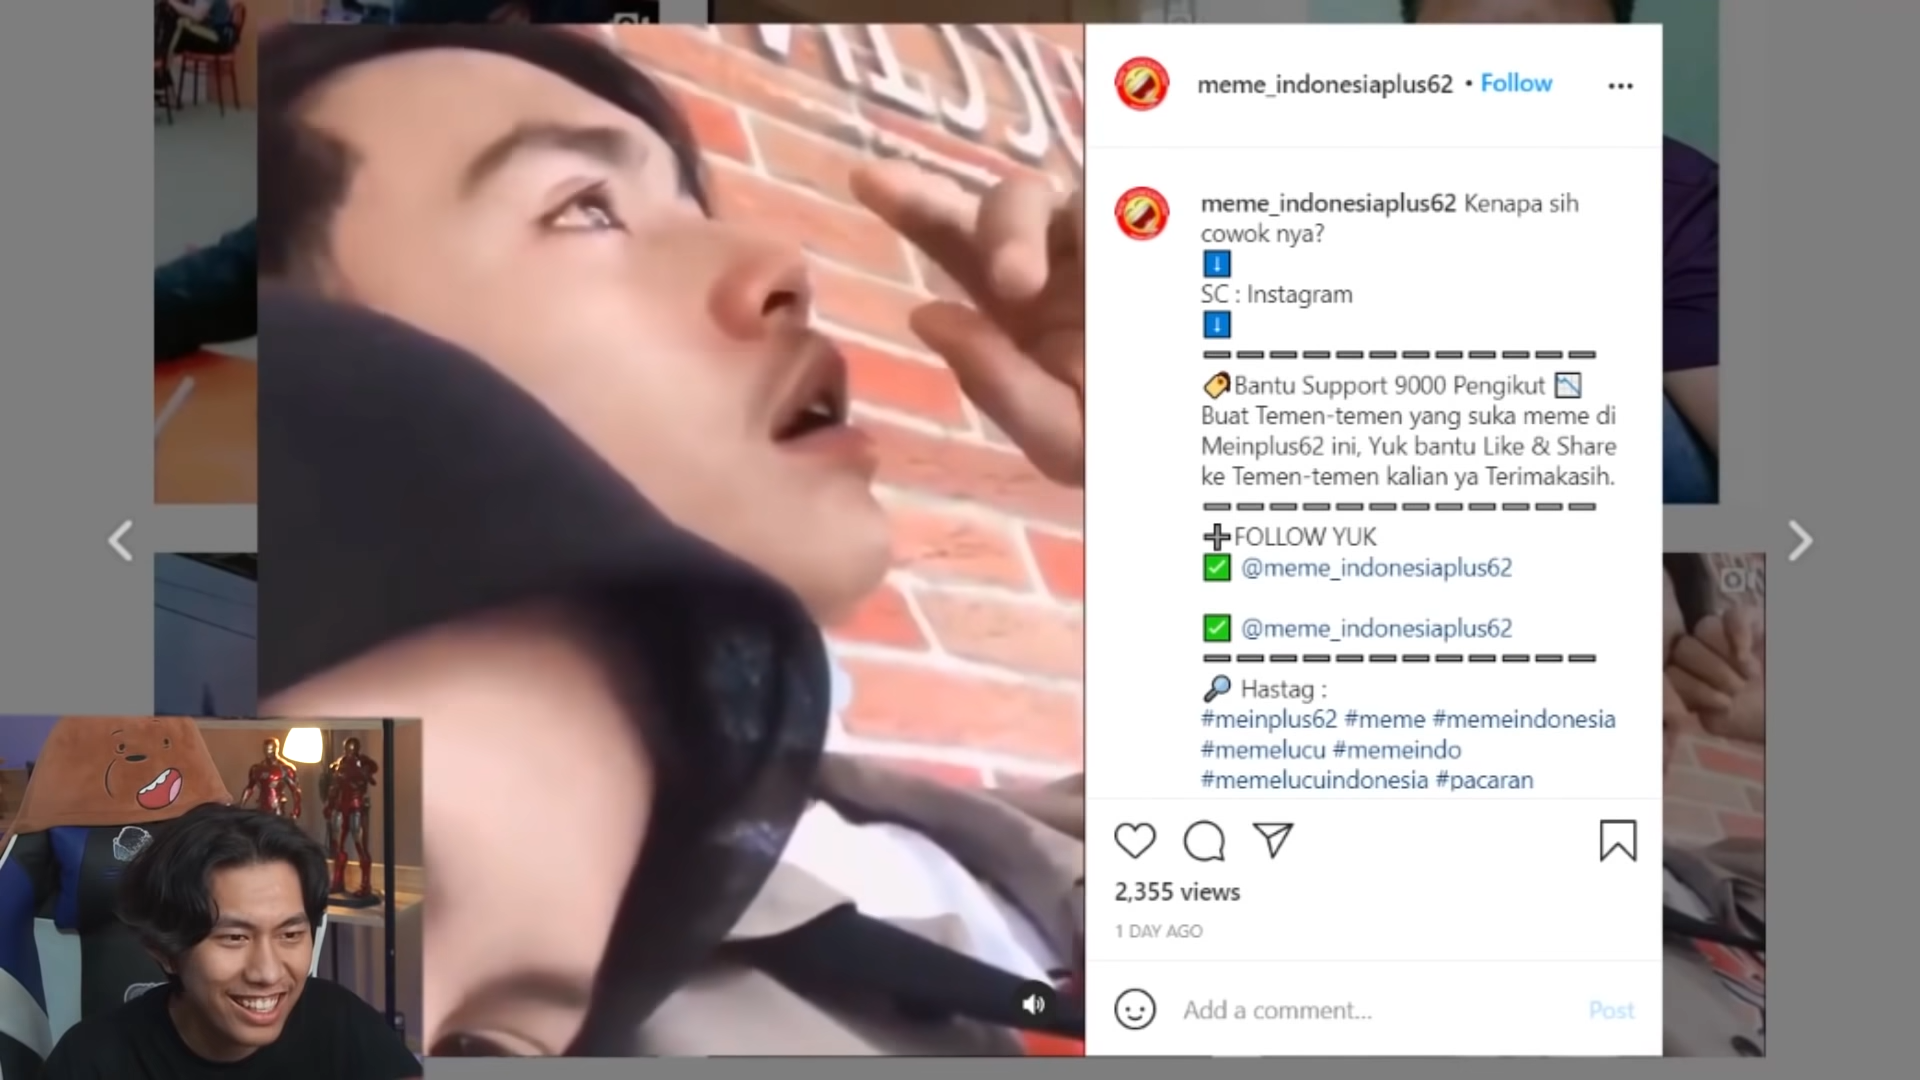 meme_indonesiaplus62 • Follow
meme_indonesiaplus62 Kenapa sih
cowok nya?
SC : Instagram
Bantu Support 9000 Pengikut
Buat Temen-temen yang suka meme di
Meinplus62 ini, Yuk bantu Like & Share
ke Temen-temen kalian ya Terimakasih.
FOLLOW YUK
@meme_indonesiaplus62
@meme_indonesiaplus62
Hastag :
#meinplus62 #meme #memeindonesia
#memelucu #memeindo
#memelucuindonesia #pacaran
2,355 views
1 DAY AGO
Add a comment...
Post